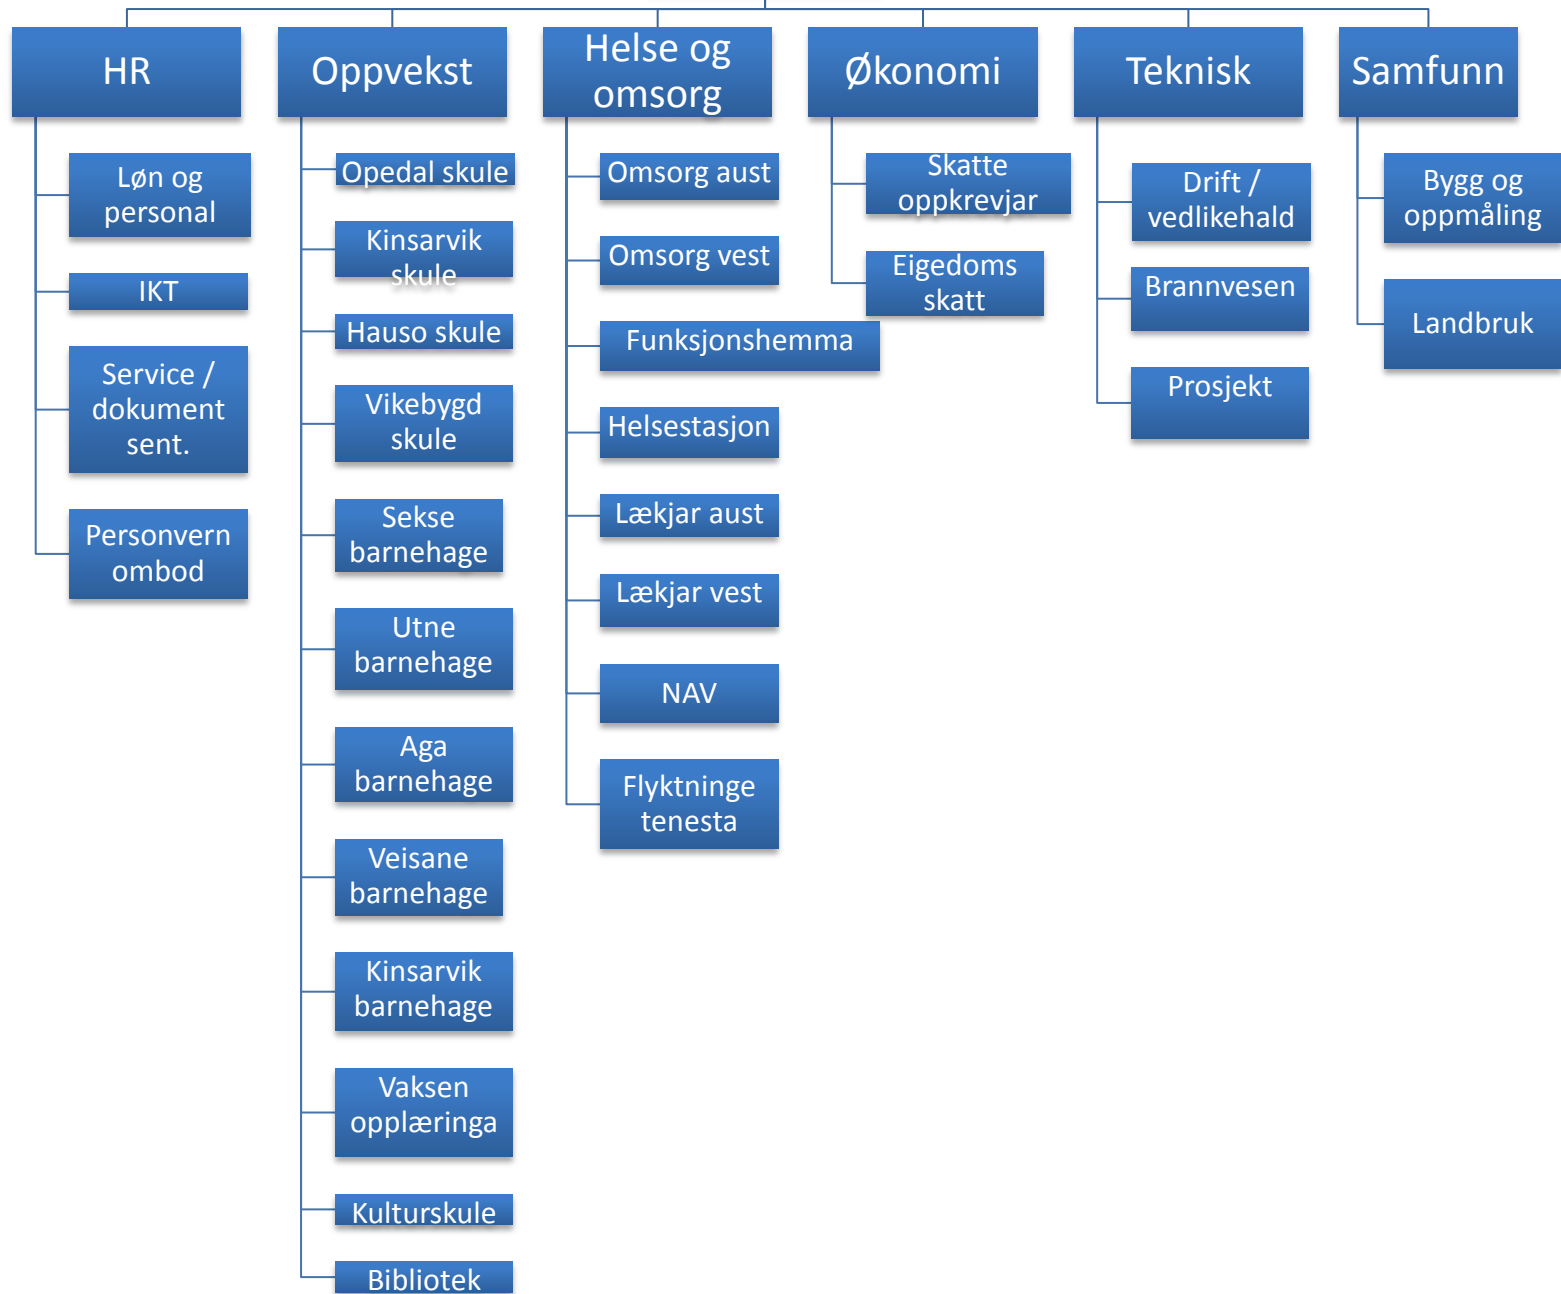 HR
Løn og
personal
IKT
Service /
dokument
sent.
Personvern
ombod
Oppvekst
Opedal skule
Kinsarvik
skule
Hauso skule
Vikebygd
skule
Sekse
barnehage
Utne
barnehage
Aga
barnehage
Veisane
barnehage
Kinsarvik
barnehage
Vaksen
opplæringa
Kulturskule
Bibliotek
Helse og
omsorg
Omsorg aust
Omsorg vest
Funksjonshemma
Helsestasjon
Lækjar aust
Lækjar vest
NAV
Flyktninge
tenesta
Økonomi
Skatte
oppkrevjar
Eigedoms
skatt
Teknisk
Drift /
vedlikehald
Brannvesen
Prosjekt
Samfunn
Bygg og
oppmåling
Landbruk